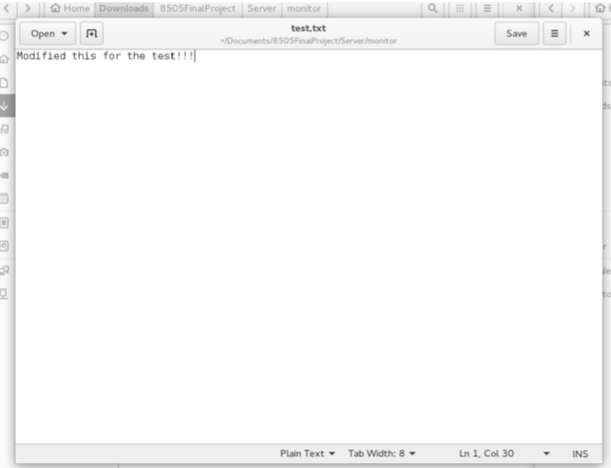 Home Downloads 8505FinalProject Server monitor
Open test.txt Save
~/Documents/8505FinalProject/Server/monitor
Modified this for the test!!!
Plain Text Tab Width: 8 Ln 1, Col 30 INS